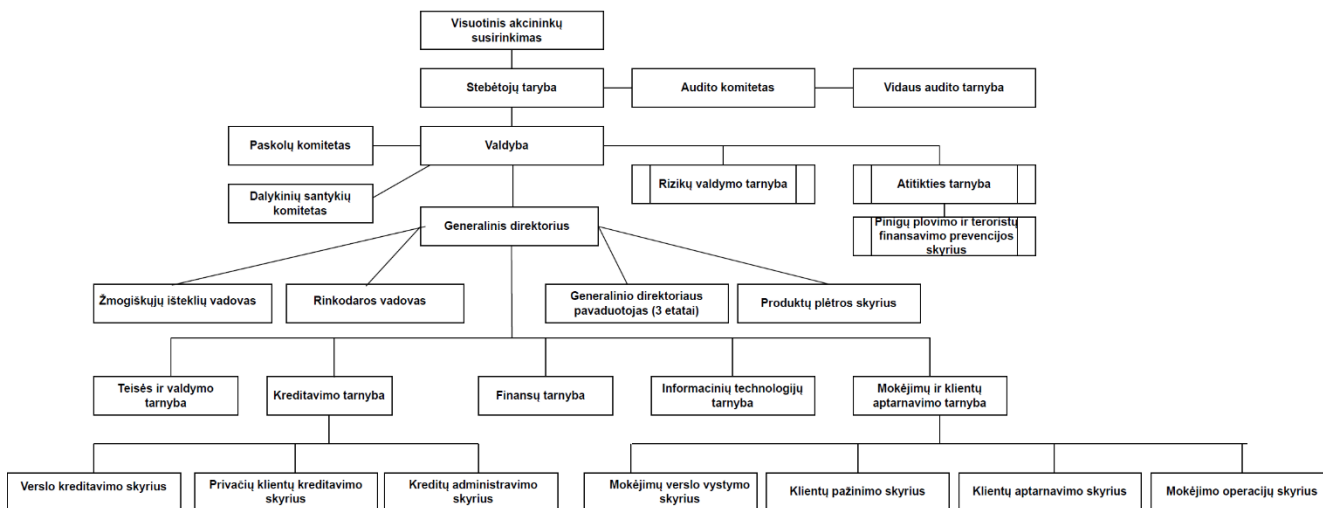 Visuotinis akcininkų
susirinkimas
Stebėtojų taryba
Audito komitetas
Vidaus audito tarnyba
Paskolų komitetas
Valdyba
Rizikų valdymo tarnyba
Atitikties tarnyba
Dalykinių santykių
komitetas
Generalinis direktorius
Pinigų plovimo ir teroristų
finansavimo prevencijos
skyrius
Žmogiškųjų išteklių vadovas
Rinkodaros vadovas
Generalinio direktoriaus
pavaduotojas (3 etatai)
Produktų plėtros skyrius
Teisės ir valdymo
tarnyba
Kreditavimo tarnyba
Finansų tarnyba
Informacinių technologijų
tarnyba
Mokėjimų ir klientų
aptarnavimo tarnyba
Verslo kreditavimo skyrius
Privačių klientų kreditavimo
skyrius
Kreditų administravimo
skyrius
Mokėjimų verslo vystymo
skyrius
Klientų pažinimo skyrius
Klientų aptarnavimo skyrius
Mokėjimo operacijų skyrius